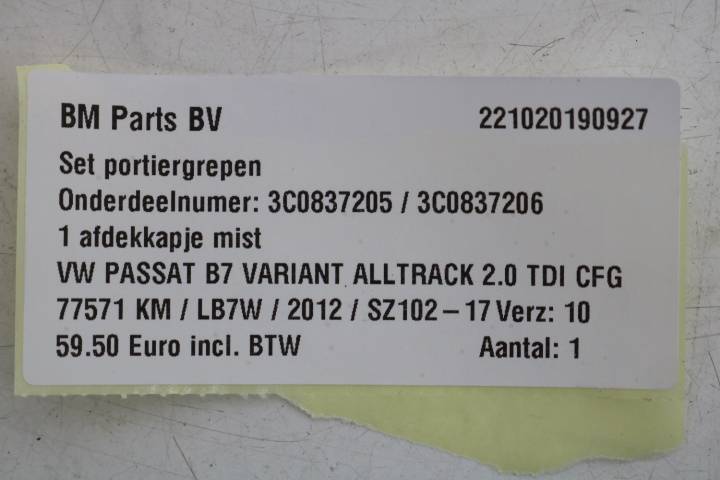 BM Parts BV 221020190927
Set portiergrepen
Onderdeelnumer: 3C0837205 / 3C0837206
1 afdekkapje mist
VW PASSAT B7 VARIANT ALLTRACK 2.0 TDI CFG
77571 KM / LB7W / 2012 / SZ102-17 Verz: 10
59.50 Euro incl. BTW Aantal: 1